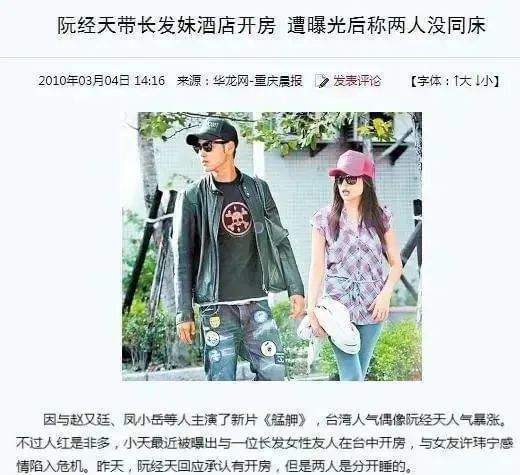 阮经天带长发妹酒店开房 遭曝光后称两人没同床
2010年03月04日 14:16 来源：华龙网-重庆晨报 发表评论 【字体：↑大 ↓小】
因与赵又廷、凤小岳等人主演了新片《艋舺》，台湾人气偶像阮经天人气暴涨。
不过人红是非多，小天最近被曝出与一位长发女性友人在台中开房，与女友许玮宁感
情陷入危机。昨天，阮经天回应承认有开房，但是两人是分开睡的。